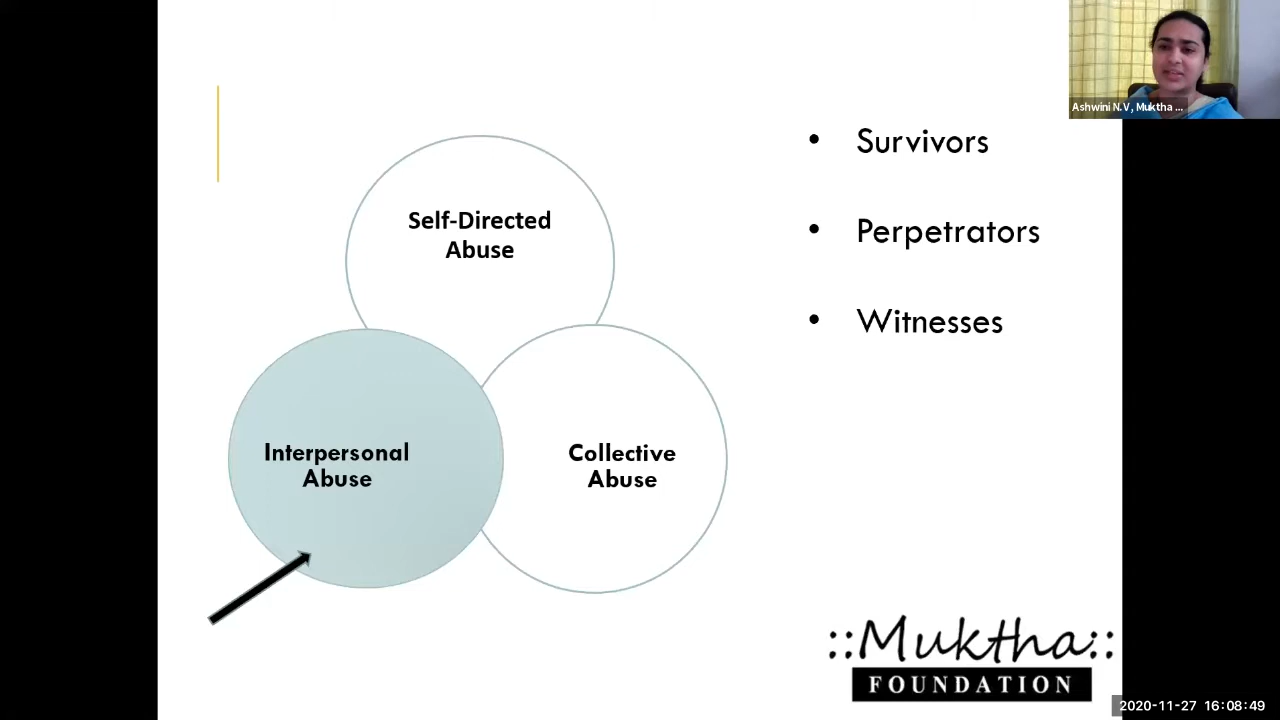 Ashwini N.V, Muktha ...
Self-Directed
Abuse
Interpersonal
Abuse
Collective
Abuse
• Survivors
• Perpetrators
• Witnesses
::Muktha::
FOUNDATION
2020-11-27 16:08:49